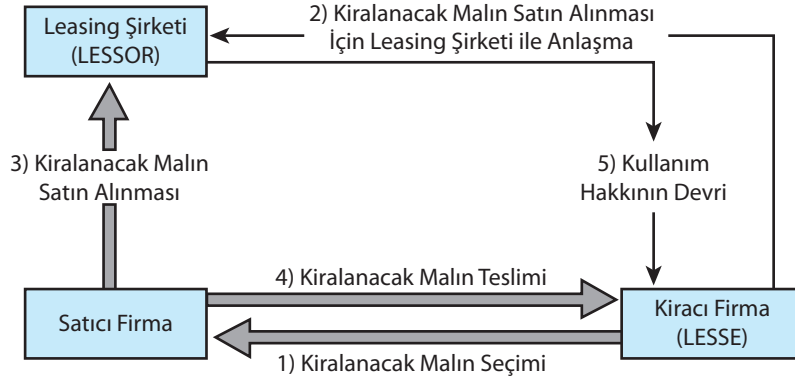 Leasing Şirketi
(LESSOR)
2) Kiralanacak Malın Satın Alınması
İçin Leasing Şirketi ile Anlaşma
3) Kiralanacak Malın
Satın Alınması
5) Kullanım
Hakkının Devri
4) Kiralanacak Malın Teslimi
Satıcı Firma
Kiracı Firma
(LESSE)
1) Kiralanacak Malın Seçimi